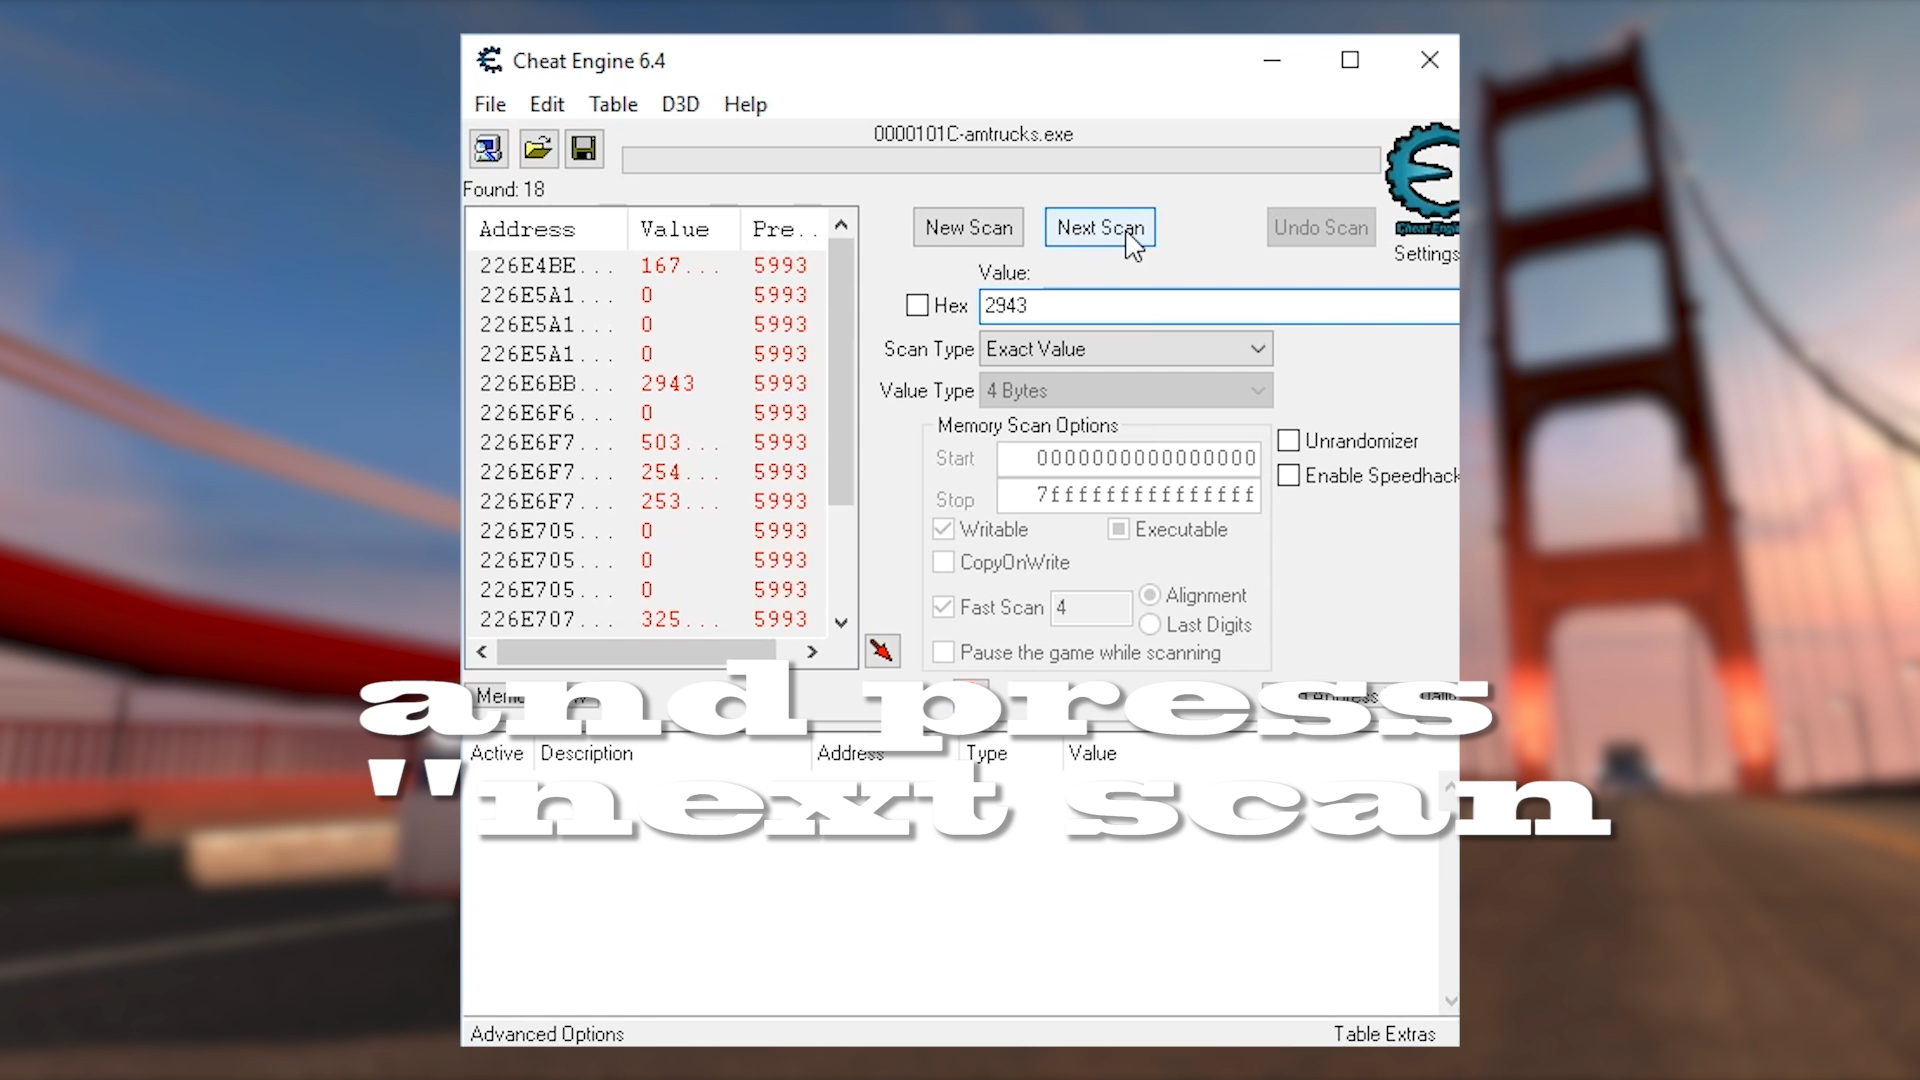 Cheat Engine 6.4
File Edit Table D3D Help
0000101C-amtrucks.exe
Found: 18
Address Value Pre..
226E4BE... 167... 5993
226E5A1... 0 5993
226E5A1... 0 5993
226E5A1... 0 5993
226E6BB... 2943 5993
226E6F6... 0 5993
226E6F7... 503... 5993
226E6F7... 254... 5993
226E6F7... 253... 5993
226E705... 0 5993
226E705... 0 5993
226E705... 0 5993
226E707... 325... 5993
New Scan Next Scan Undo Scan
Settings
Value:
Hex 2943
Scan Type Exact Value
Value Type 4 Bytes
Memory Scan Options
Start 0000000000000000
Stop 7fffffffffffffff
Writable Executable
CopyOnWrite
Fast Scan 4 Alignment
Last Digits
Pause the game while scanning
Unrandomizer
Enable Speedhack
and press
"next scan
Active Description Address Type Value
Advanced Options Table Extras